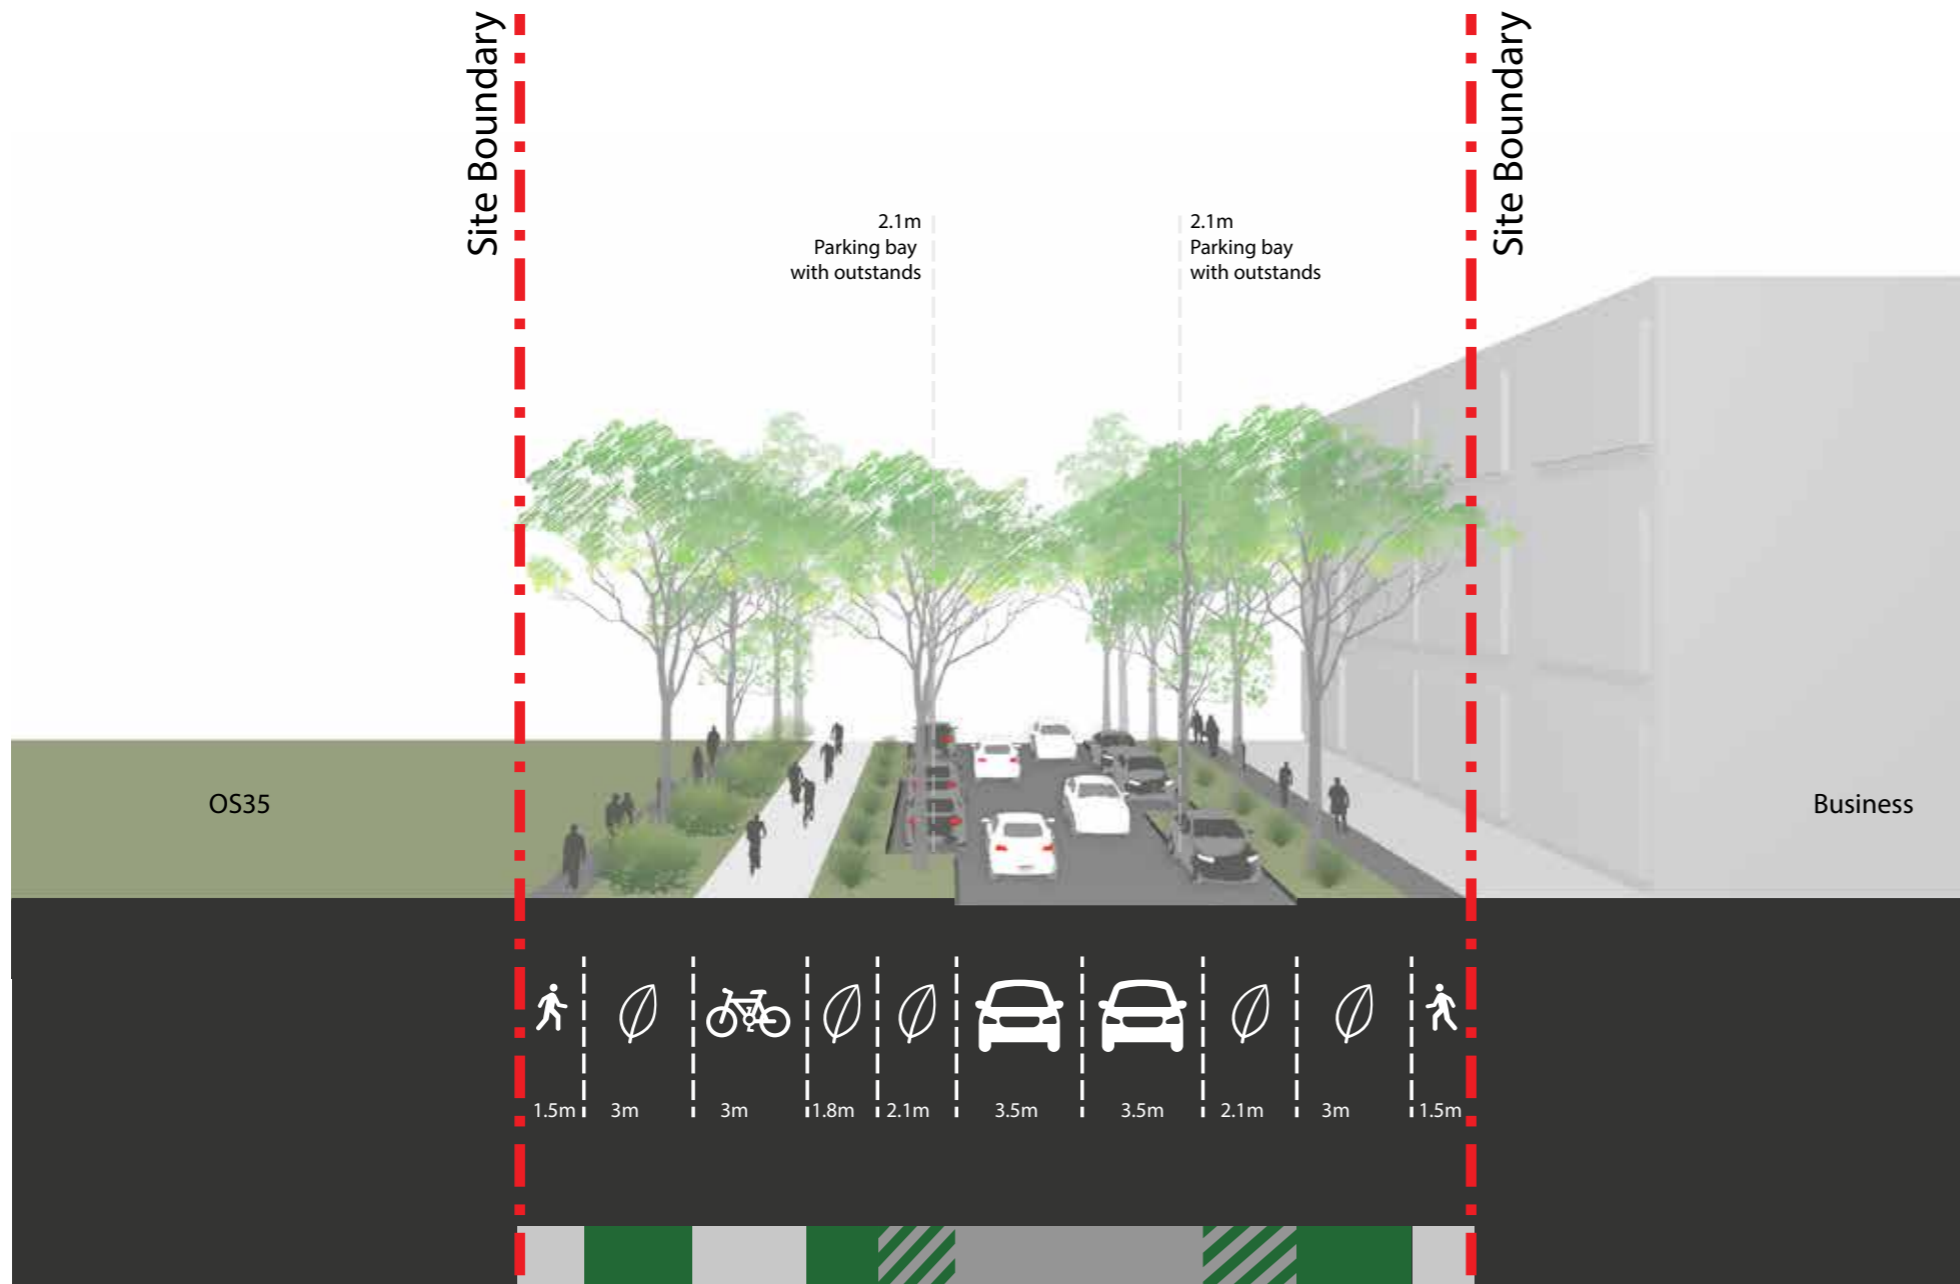 Site Boundary
Site Boundary
2.1m
Parking bay
with outstands
2.1m
Parking bay
with outstands
OS35
Business
1.5m
3m
3m
1.8m
2.1m
3.5m
3.5m
2.1m
3m
1.5m